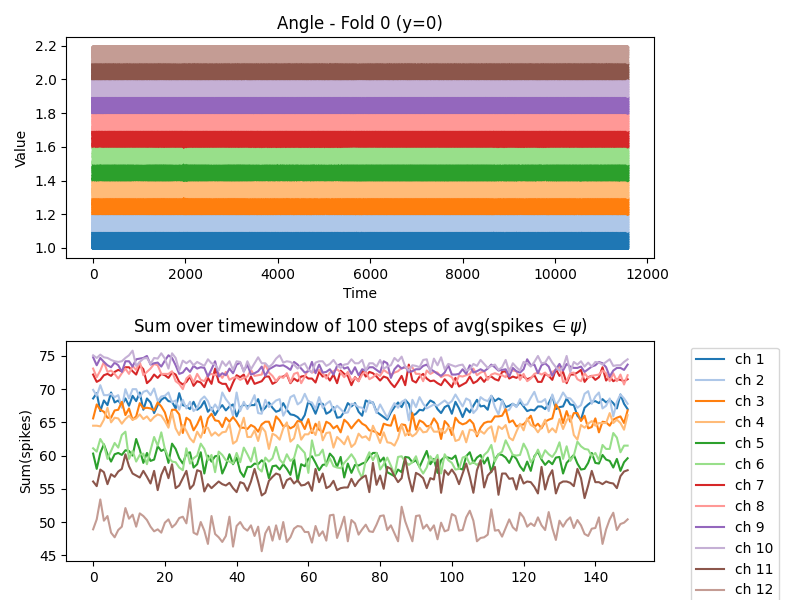 Angle - Fold 0 (y=0)
2.2
2.0
1.8
1.6
1.4
1.2
1.0
Value
0 2000 4000 6000 8000 10000 12000
Time
Sum over timewindow of 100 steps of avg(spikes ∈ψ)
75
70
65
60
55
50
45
Sum(spikes)
0 20 40 60 80 100 120 140
ch 1
ch 2
ch 3
ch 4
ch 5
ch 6
ch 7
ch 8
ch 9
ch 10
ch 11
ch 12